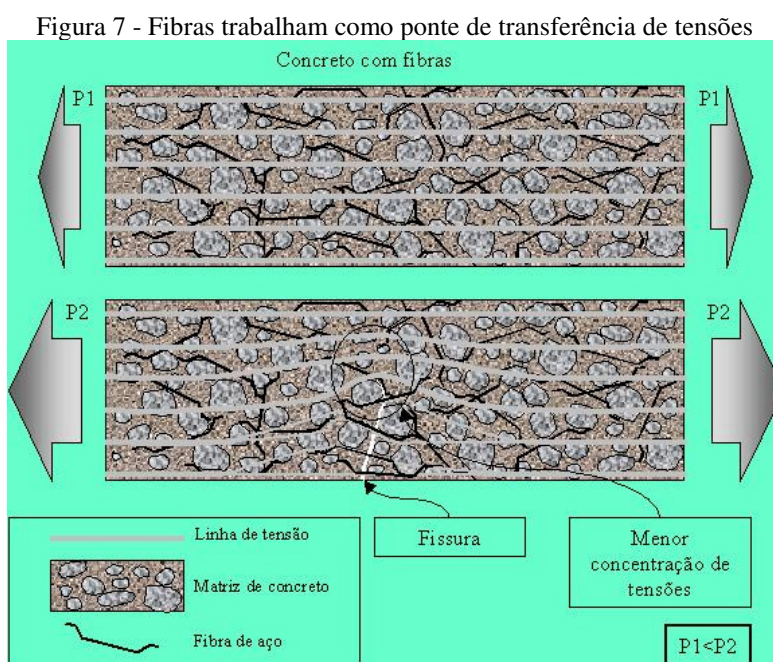 Figura 7 - Fibras trabalham como ponte de transferência de tensões
Concreto com fibras
P1
P1
P2
P2
Linha de tensão
Matriz de concreto
Fibra de aço
Fissura
Menor
concentração de
tensões
P1<P2